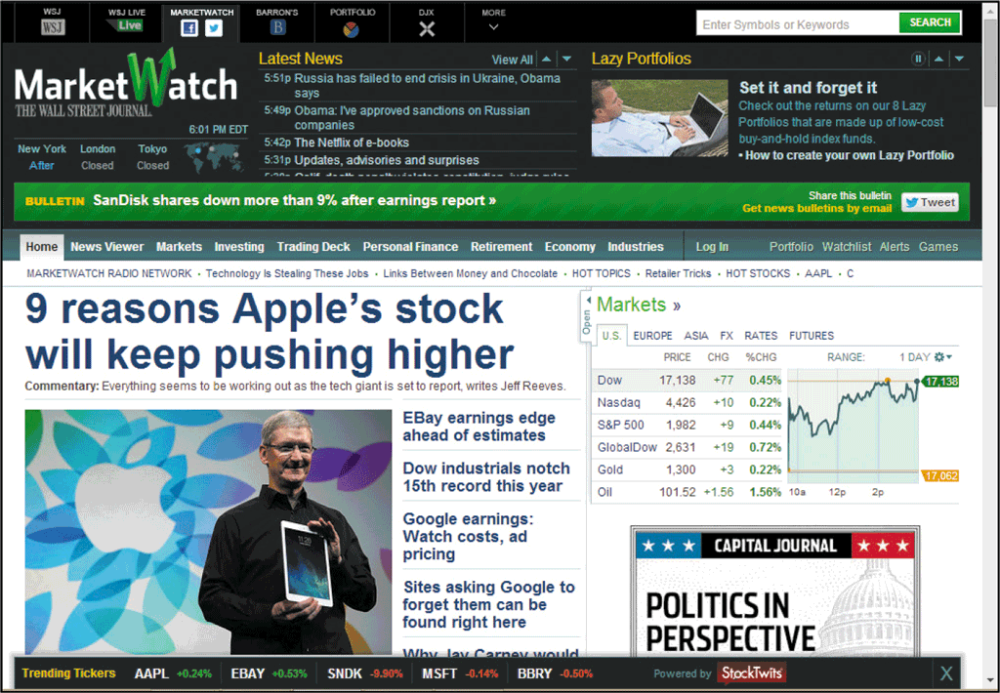 WSJ
WSJ
WSJ LIVE
Live
MARKETWATCH
BARRON'S
B
PORTFOLIO
DJX
MORE
Enter Symbols or Keywords
SEARCH
MarketWatch
THE WALL STREET JOURNAL.
6:01 PM EDT
New York London Tokyo
After Closed Closed
Latest News
View All
5:51p Russia has failed to end crisis in Ukraine, Obama
says
5:49p Obama: I've approved sanctions on Russian
companies
5:42p The Netflix of e-books
5:31p Updates, advisories and surprises
Lazy Portfolios
Set it and forget it
Check out the returns on our 8 Lazy
Portfolios that are made up of low-cost
buy-and-hold index funds.
• How to create your own Lazy Portfolio
BULLETIN SanDisk shares down more than 9% after earnings report »
Share this bulletin
Get news bulletins by email
Tweet
Home News Viewer Markets Investing Trading Deck Personal Finance Retirement Economy Industries Log In Portfolio Watchlist Alerts Games
MARKETWATCH RADIO NETWORK • Technology Is Stealing These Jobs • Links Between Money and Chocolate • HOT TOPICS • Retailer Tricks • HOT STOCKS • AAPL • C
9 reasons Apple's stock
will keep pushing higher
Commentary: Everything seems to be working out as the tech giant is set to report, writes Jeff Reeves.
EBay earnings edge
ahead of estimates
Dow industrials notch
15th record this year
Google earnings:
Watch costs, ad
pricing
Sites asking Google to
forget them can be
found right here
Why Jay Carney would
Open
Markets »
U.S. EUROPE ASIA FX RATES FUTURES
PRICE CHG %CHG RANGE: 1 DAY
Dow 17,138 +77 0.45%
Nasdaq 4,426 +10 0.22%
S&P 500 1,982 +9 0.44%
GlobalDow 2,631 +19 0.72%
Gold 1,300 +3 0.22%
Oil 101.52 +1.56 1.56%
17,138
17,062
10a 12p 2p
CAPITAL JOURNAL
POLITICS IN
PERSPECTIVE
Trending Tickers AAPL +0.24% EBAY +0.53% SNDK -9.90% MSFT -0.14% BBRY -0.50% Powered by StockTwits X